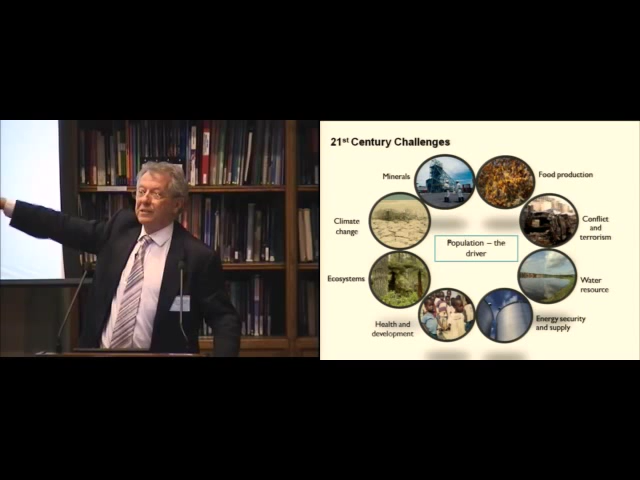 21st Century Challenges
Minerals
Food production
Climate
change
Conflict
and
terrorism
Population – the
driver
Ecosystems
Water
resource
Health and
development
Energy security
and supply